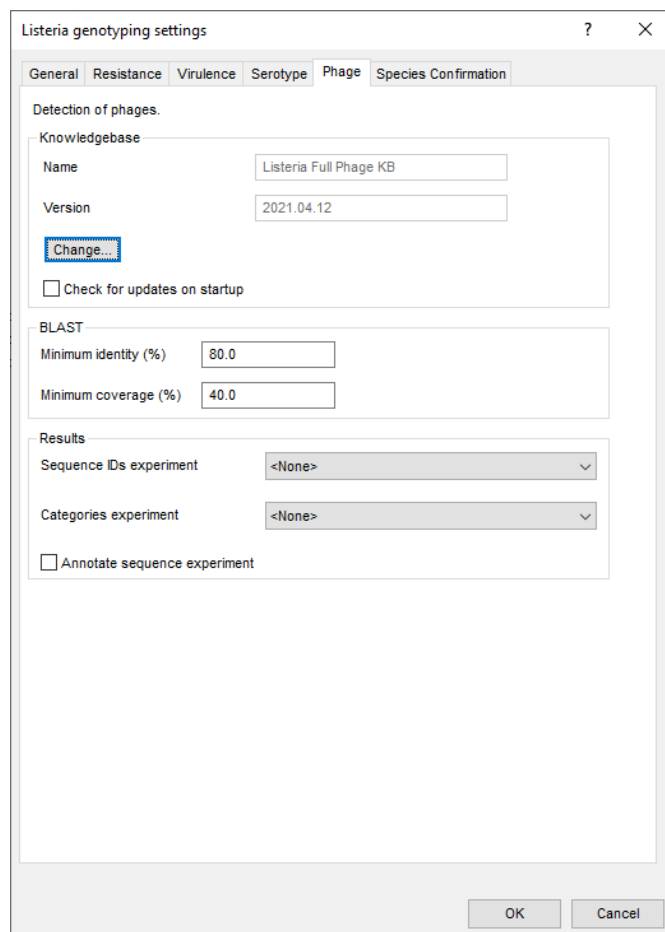 Listeria genotyping settings ?
General Resistance Virulence Serotype Phage Species Confirmation
Detection of phages.
Knowledgebase
Name Listeria Full Phage KB
Version 2021.04.12
Change...
Check for updates on startup
BLAST
Minimum identity (%) 80.0
Minimum coverage (%) 40.0
Results
Sequence IDs experiment <None>
Categories experiment <None>
Annotate sequence experiment
OK Cancel